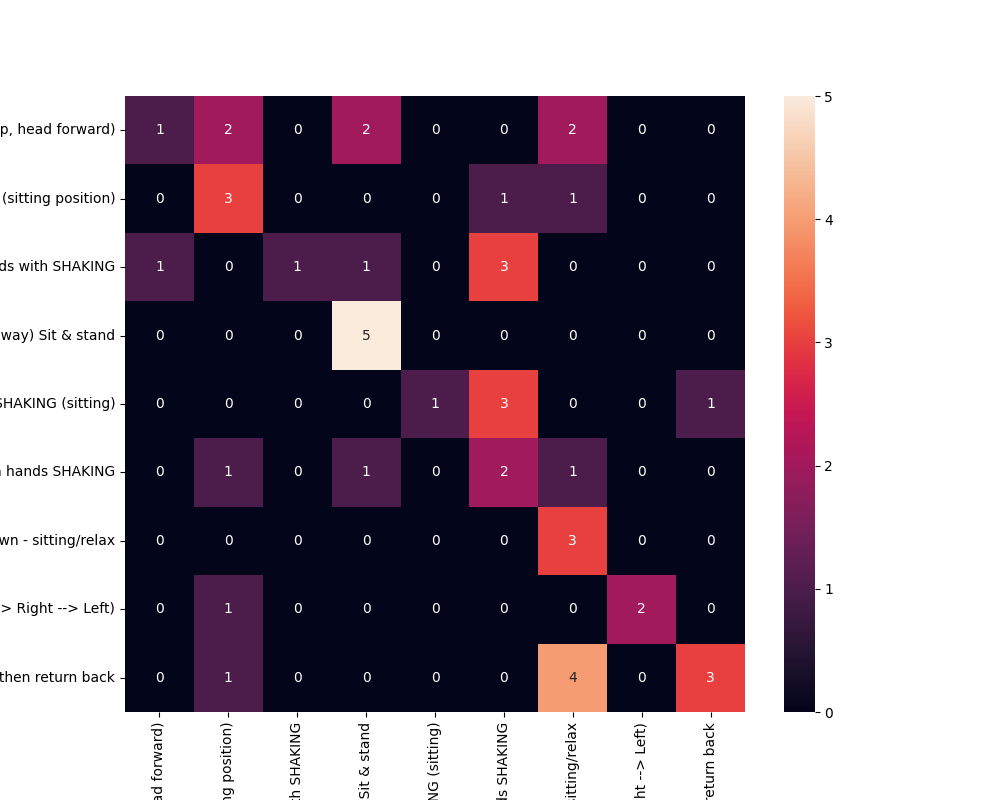 p, head forward) 1 2 0 2 0 0 2 0 0
(sitting position) 0 3 0 0 0 1 1 0 0
ds with SHAKING 1 0 1 1 0 3 0 0 0
way) Sit & stand 0 0 0 5 0 0 0 0 0
SHAKING (sitting) 0 0 0 0 1 3 0 0 1
hands SHAKING 0 1 0 1 0 2 1 0 0
wn - sitting/relax 0 0 0 0 0 0 3 0 0
> Right --> Left) 0 1 0 0 0 0 0 2 0
then return back 0 1 0 0 0 0 4 0 3
ad forward)
ng position)
th SHAKING
Sit & stand
NG (sitting)
ds SHAKING
sitting/relax
ht --> Left)
return back
5
4
3
2
1
0